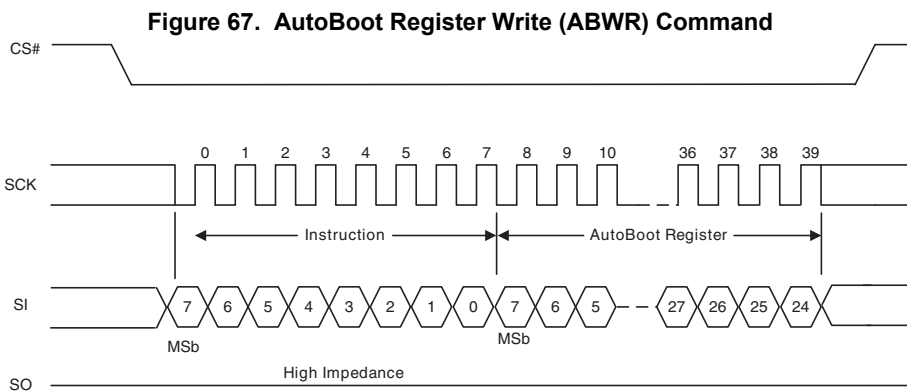 Figure 67. AutoBoot Register Write (ABWR) Command
CS#
0 1 2 3 4 5 6 7 8 9 10 36 37 38 39
SCK
Instruction AutoBoot Register
SI 7 6 5 4 3 2 1 0 7 6 5 27 26 25 24
MSb MSb
High Impedance
SO